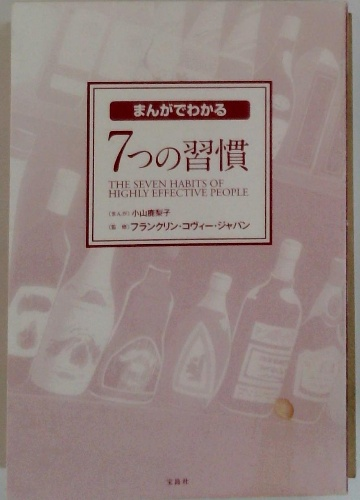 まんがでわかる
7つの習慣
THE SEVEN HABITS OF
HIGHLY EFFECTIVE PEOPLE
[まんが] 小山鹿梨子
[監修] フランクリン・コヴィー・ジャパン
宝島社